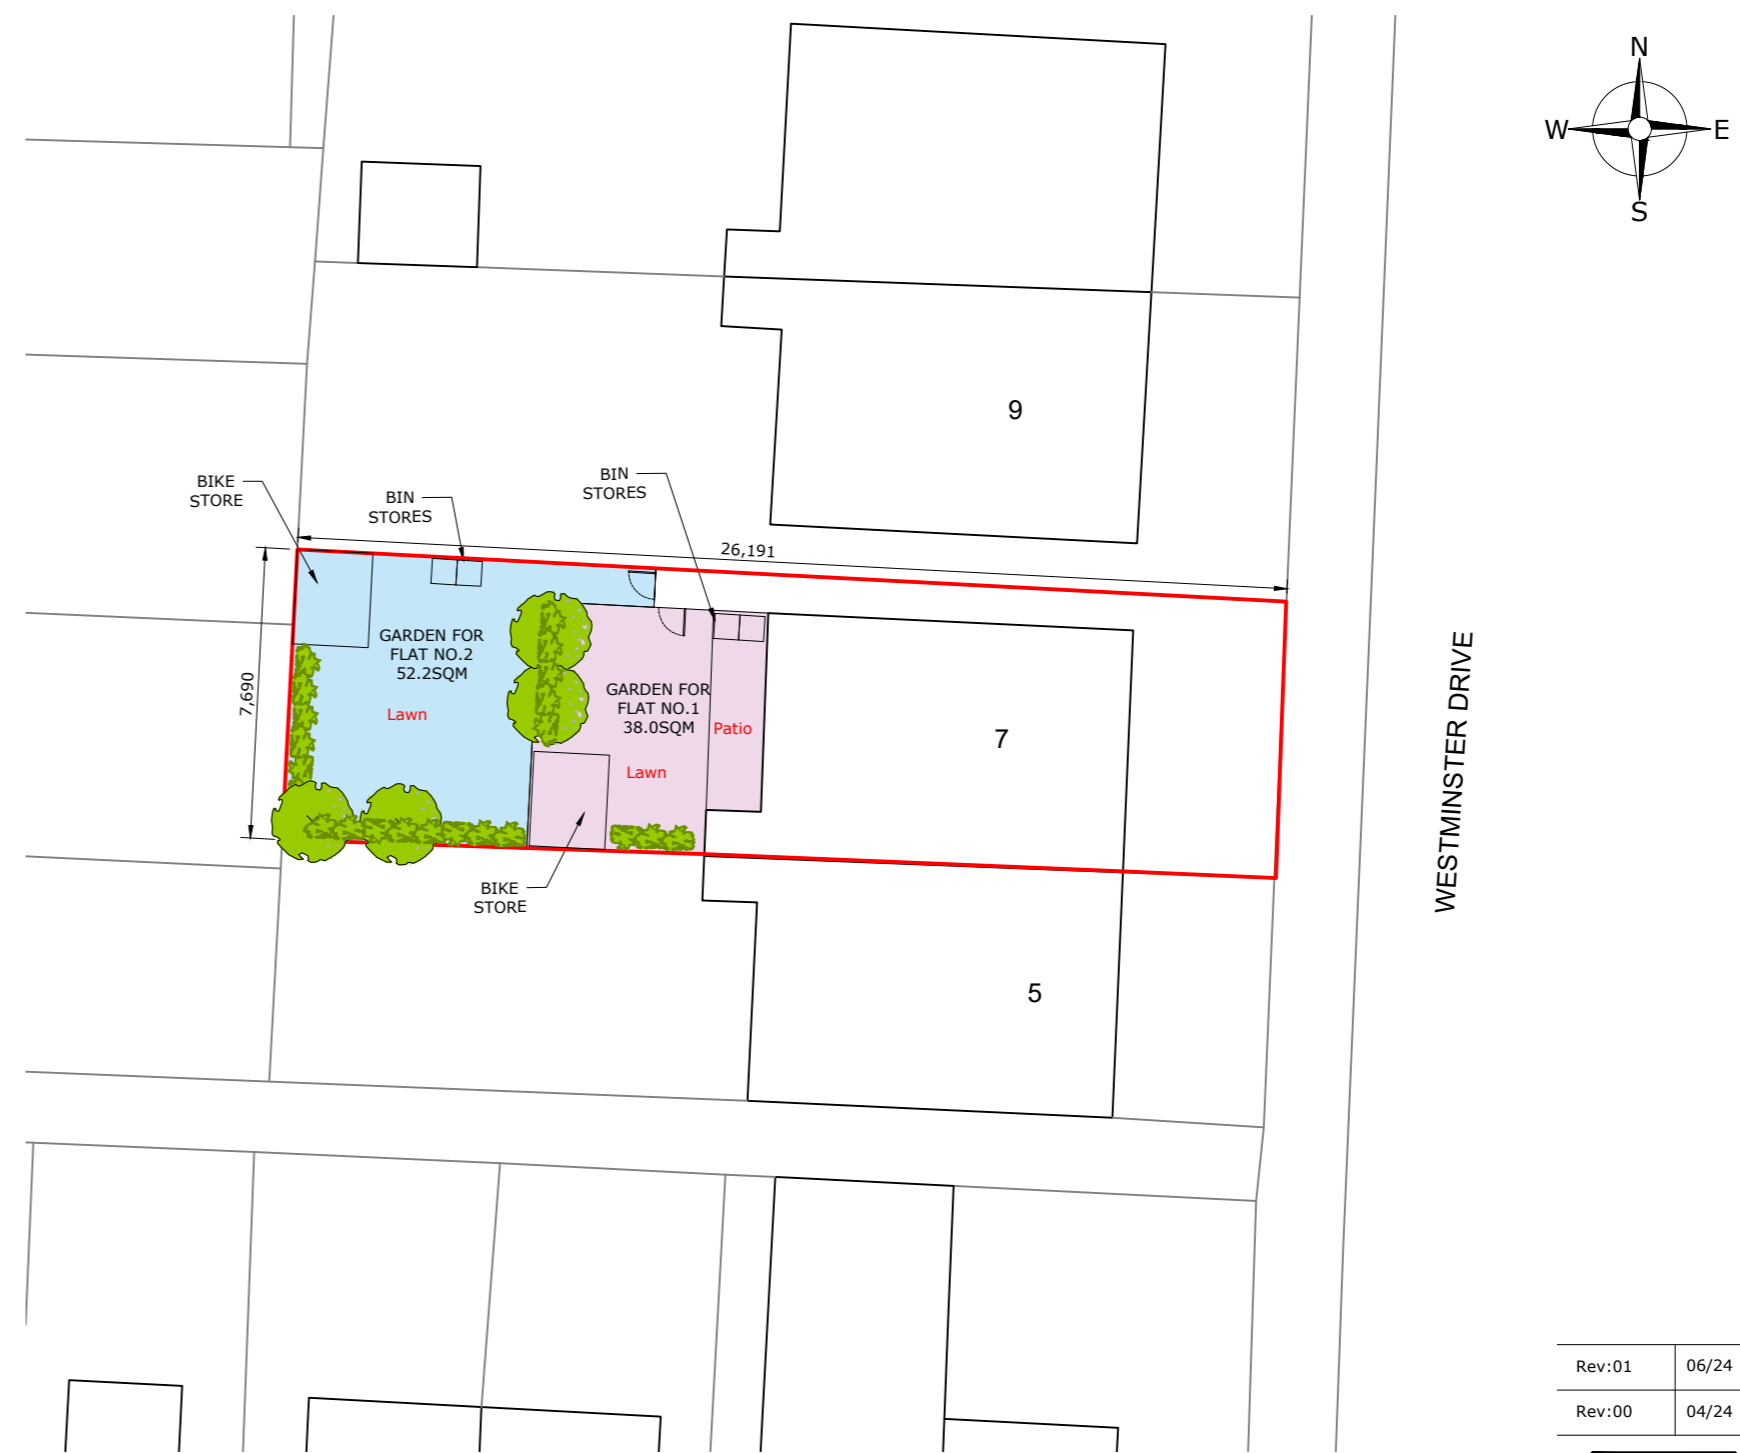 N
W E
S
9
BIKE
STORE
BIN
STORES
BIN
STORES
26,191
7,690
GARDEN FOR
FLAT NO.2
52.2SQM
Lawn
GARDEN FOR
FLAT NO.1
38.0SQM
Patio
Lawn
7
WESTMINSTER DRIVE
BIKE
STORE
5
Rev:01 06/24
Rev:00 04/24